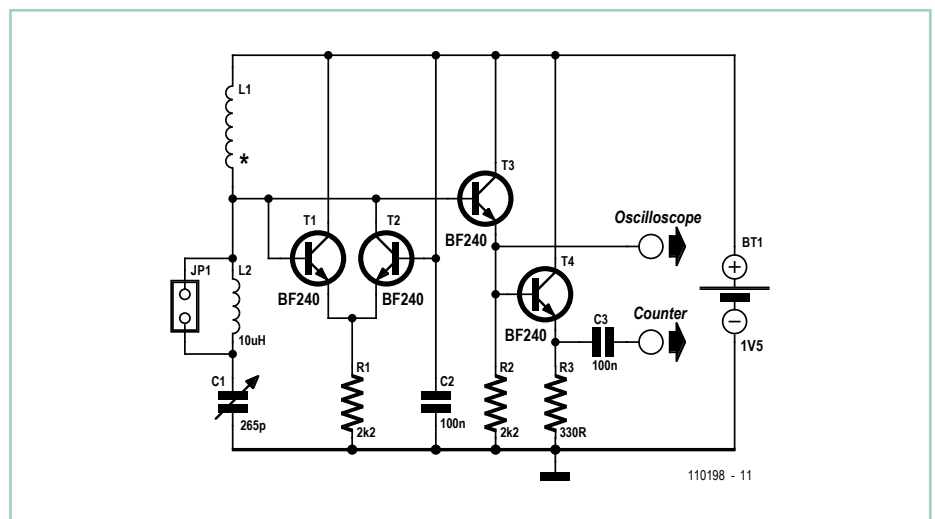 L1
*
T3
T1
T2
Oscilloscope
BT1
BF240
JP1
L2
T4
BF240
BF240
Counter
10uH
BF240
C3
1V5
C1
R1
C2
R2
R3
100n
265p
2k2
100n
2k2
330R
110198 - 11